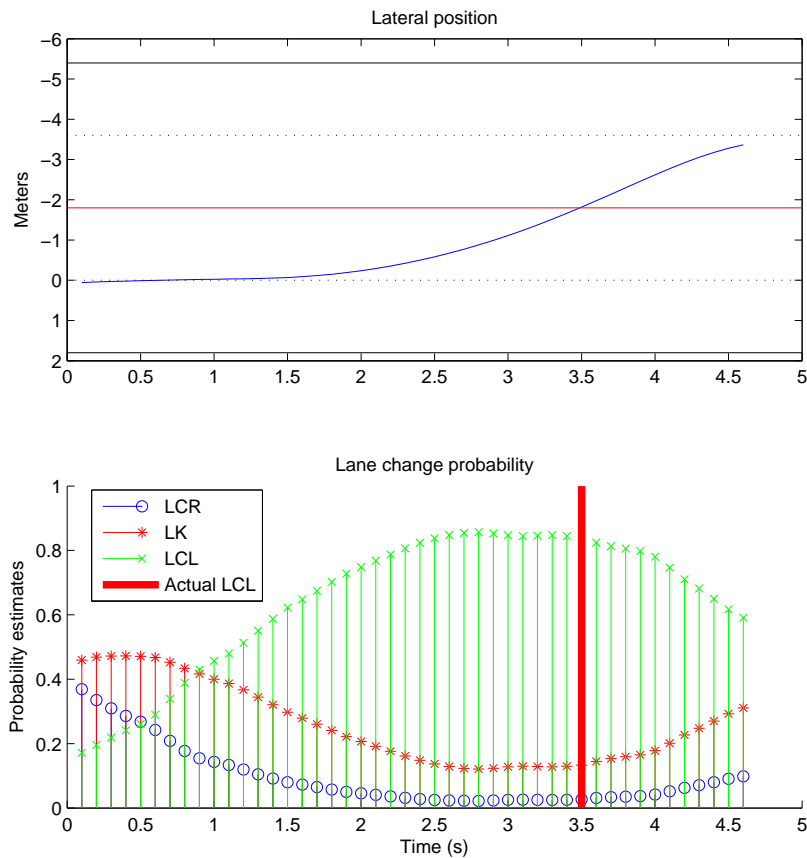 Lateral position
−6
−5
−4
−3
−2
−1
0
1
2
Meters
0 0.5 1 1.5 2 2.5 3 3.5 4 4.5 5
Lane change probability
1
0.8
0.6
0.4
0.2
0
Probability estimates
LCR
LK
LCL
Actual LCL
0 0.5 1 1.5 2 2.5 3 3.5 4 4.5 5
Time (s)